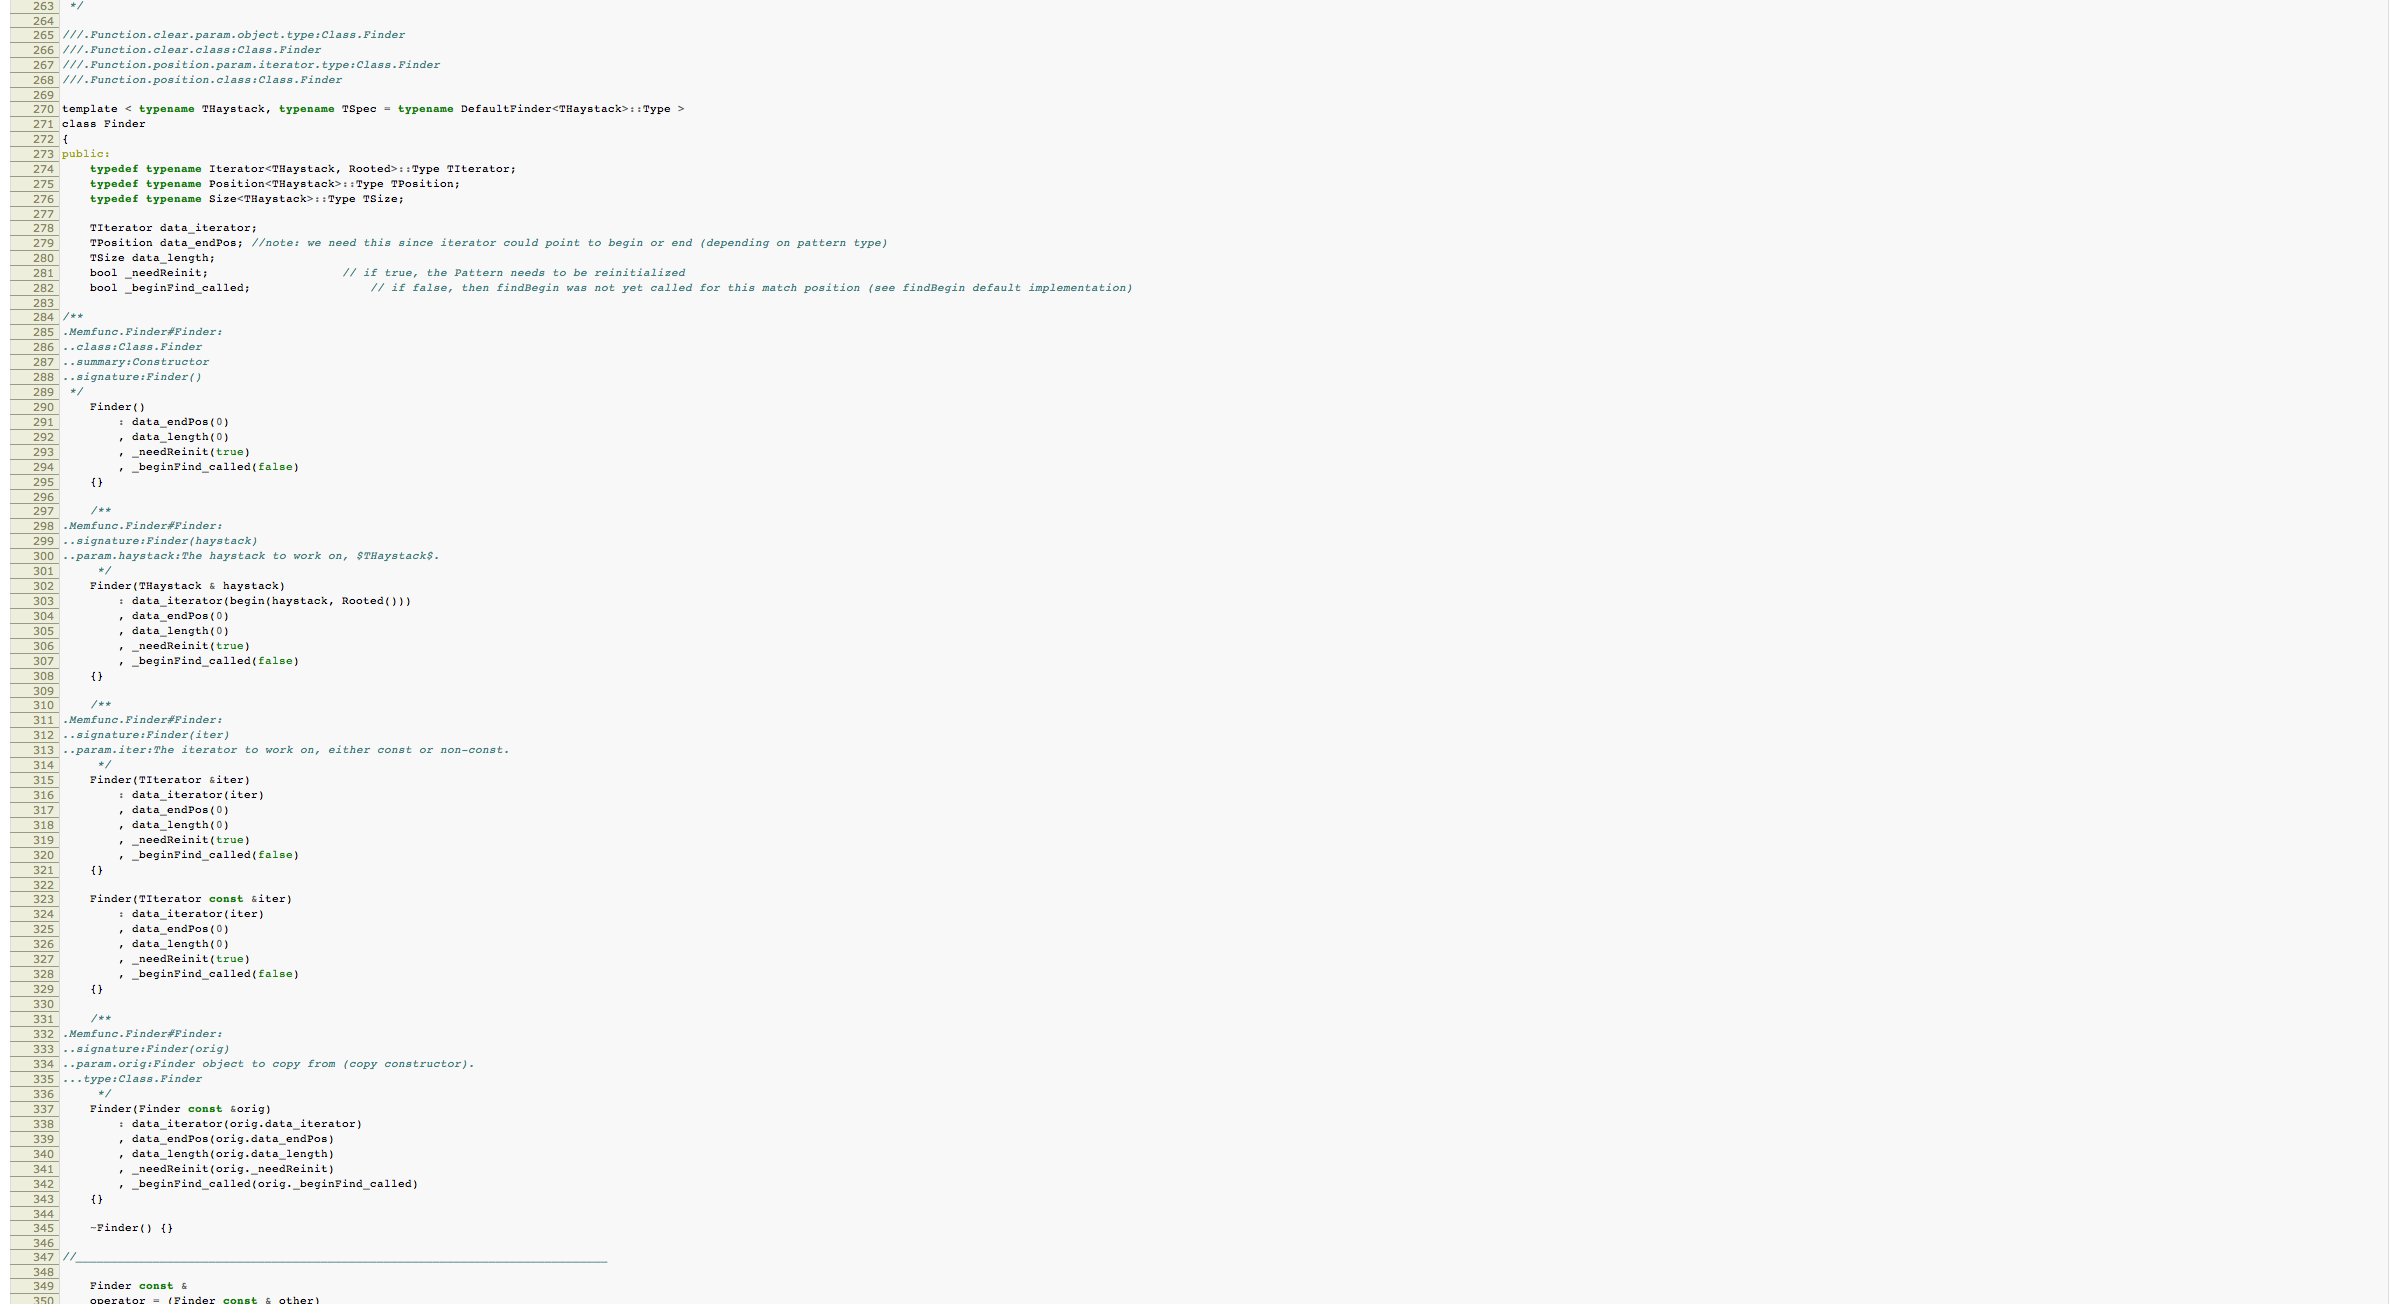 263 */
264
265 ///.Function.clear.param.object.type:Class.Finder
266 ///.Function.clear.class:Class.Finder
267 ///.Function.position.param.iterator.type:Class.Finder
268 ///.Function.position.class:Class.Finder
269
270 template < typename THaystack, typename TSpec = typename DefaultFinder<THaystack>::Type >
271 class Finder
272 {
273 public:
274     typedef typename Iterator<THaystack, Rooted>::Type TIterator;
275     typedef typename Position<THaystack>::Type TPosition;
276     typedef typename Size<THaystack>::Type TSize;
277
278     TIterator data_iterator;
279     TPosition data_endPos; //note: we need this since iterator could point to begin or end (depending on pattern type)
280     TSize data_length;
281     bool _needReinit;                   // if true, the Pattern needs to be reinitialized
282     bool _beginFind_called;                 // if false, then findBegin was not yet called for this match position (see findBegin default implementation)
283
284 /**
285 .Memfunc.Finder#Finder:
286 ..class:Class.Finder
287 ..summary:Constructor
288 ..signature:Finder()
289  */
290     Finder()
291         : data_endPos(0)
292         , data_length(0)
293         , _needReinit(true)
294         , _beginFind_called(false)
295     {}
296
297     /**
298 .Memfunc.Finder#Finder:
299 ..signature:Finder(haystack)
300 ..param.haystack:The haystack to work on, $THaystack$.
301      */
302     Finder(THaystack & haystack)
303         : data_iterator(begin(haystack, Rooted()))
304         , data_endPos(0)
305         , data_length(0)
306         , _needReinit(true)
307         , _beginFind_called(false)
308     {}
309
310     /**
311 .Memfunc.Finder#Finder:
312 ..signature:Finder(iter)
313 ..param.iter:The iterator to work on, either const or non-const.
314      */
315     Finder(TIterator &iter)
316         : data_iterator(iter)
317         , data_endPos(0)
318         , data_length(0)
319         , _needReinit(true)
320         , _beginFind_called(false)
321     {}
322
323     Finder(TIterator const &iter)
324         : data_iterator(iter)
325         , data_endPos(0)
326         , data_length(0)
327         , _needReinit(true)
328         , _beginFind_called(false)
329     {}
330
331     /**
332 .Memfunc.Finder#Finder:
333 ..signature:Finder(orig)
334 ..param.orig:Finder object to copy from (copy constructor).
335 ...type:Class.Finder
336      */
337     Finder(Finder const &orig)
338         : data_iterator(orig.data_iterator)
339         , data_endPos(orig.data_endPos)
340         , data_length(orig.data_length)
341         , _needReinit(orig._needReinit)
342         , _beginFind_called(orig._beginFind_called)
343     {}
344
345     ~Finder() {}
346
347 //____________________________________________________________________________
348
349     Finder const &
350     operator = (Finder const & other)